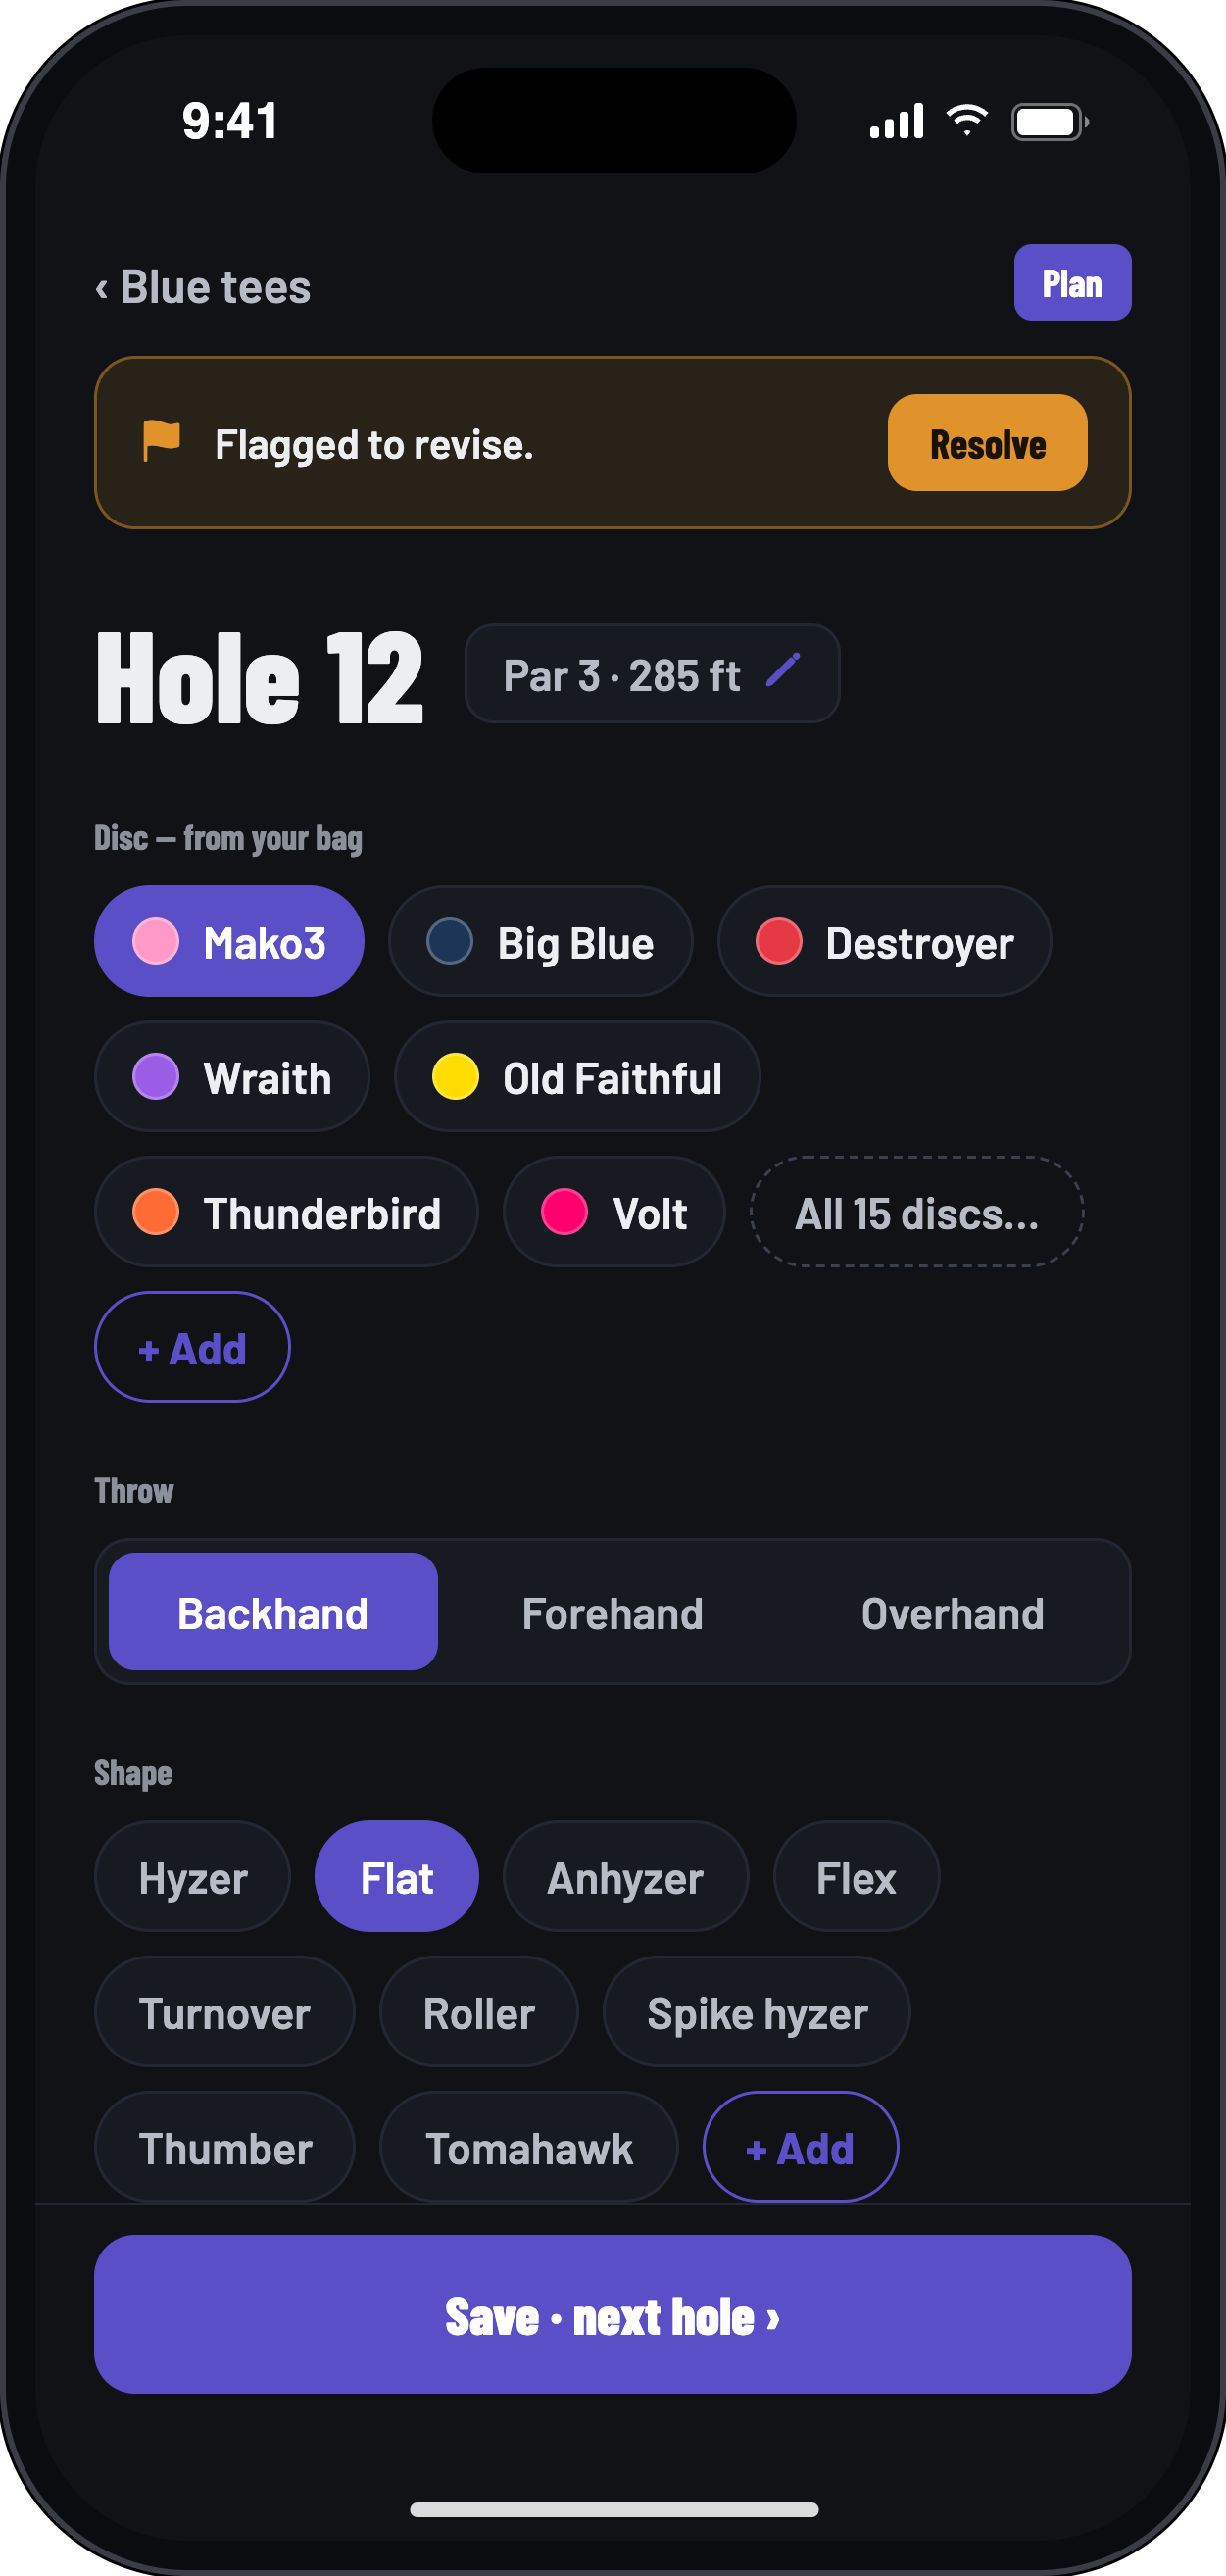 9:41
‹ Blue tees
Plan
Flagged to revise.
Resolve
Hole 12
Par 3 · 285 ft
Disc – from your bag
Mako3
Big Blue
Destroyer
Wraith
Old Faithful
Thunderbird
Volt
All 15 discs...
+ Add
Throw
Backhand
Forehand
Overhand
Shape
Hyzer
Flat
Anhyzer
Flex
Turnover
Roller
Spike hyzer
Thumber
Tomahawk
+ Add
Save · next hole ›